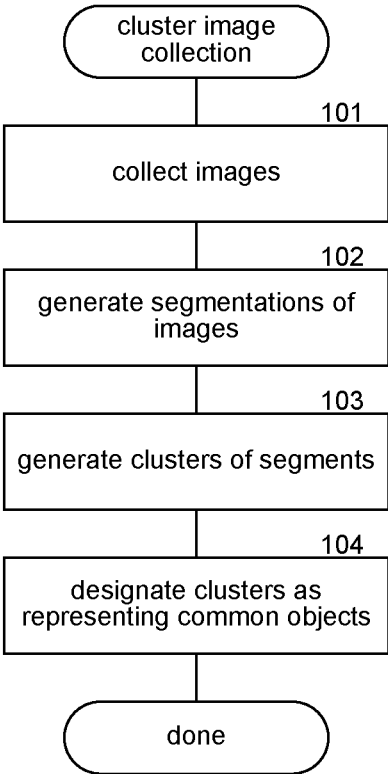 cluster image
collection
101
collect images
102
generate segmentations of
images
103
generate clusters of segments
104
designate clusters as
representing common objects
done